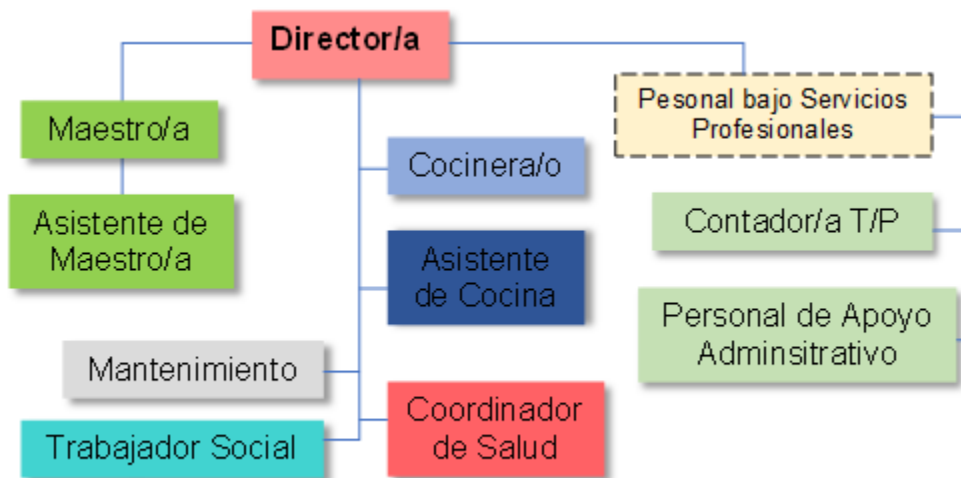 Director/a
Maestro/a
Asistente de
Maestro/a
Cocinera/o
Asistente
de Cocina
Mantenimiento
Trabajador Social
Coordinador
de Salud
Pesonal bajo Servicios
Profesionales
Contador/a T/P
Personal de Apoyo
Adminsitrativo